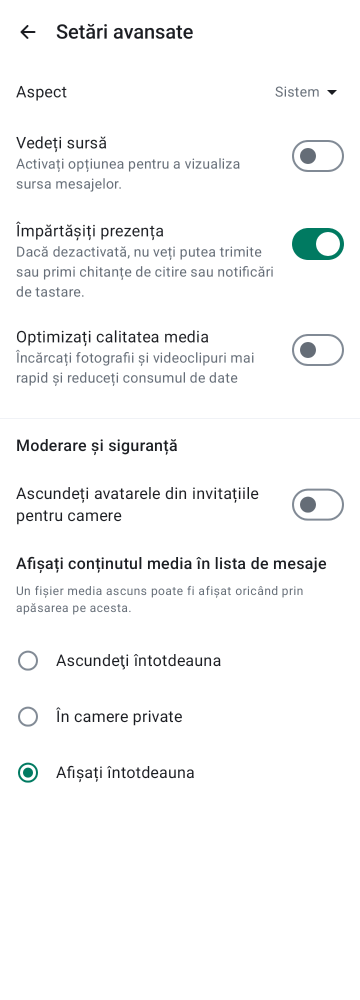 Setări avansate
Aspect
Sistem
Vedeți sursă
Activați opțiunea pentru a vizualiza
sursa mesajelor.
Împărtășiți prezența
Dacă dezactivată, nu veți putea trimite
sau primi chitanțe de citire sau notificări
de tastare.
Optimizați calitatea media
Încărcați fotografii și videoclipuri mai
rapid și reduceți consumul de date
Moderare și siguranță
Ascundeți avatarele din invitațiile
pentru camere
Afișați conținutul media în lista de mesaje
Un fișier media ascuns poate fi afișat oricând prin
apăsarea pe acesta.
Ascundeţi întotdeauna
În camere private
Afișați întotdeauna